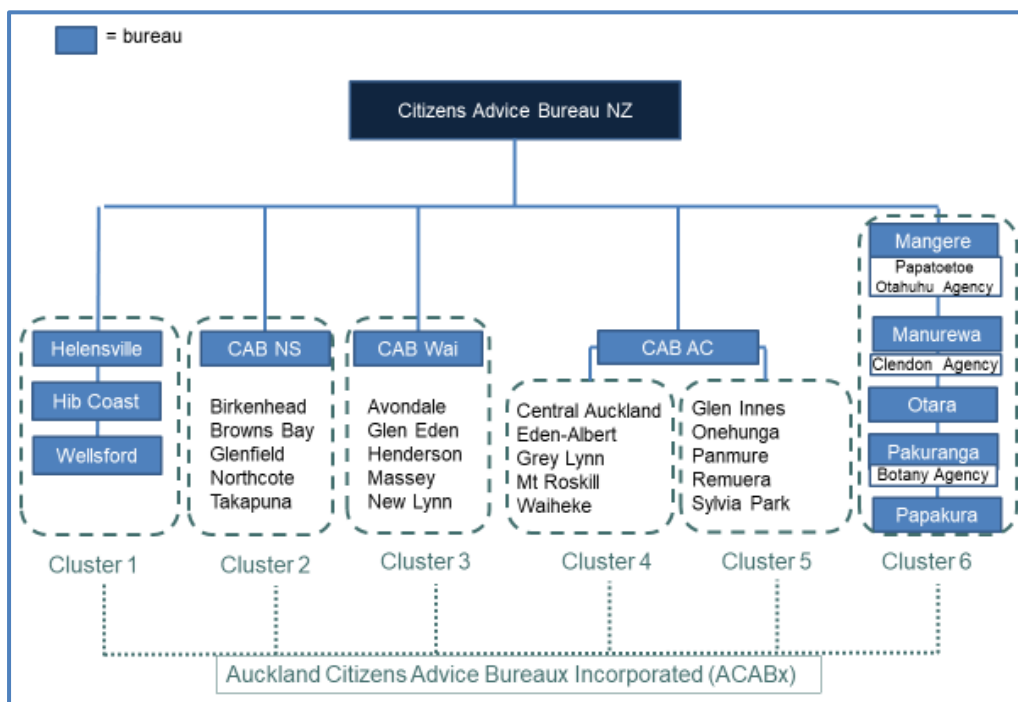 = bureau
Citizens Advice Bureau NZ
Helensville
Hib Coast
Wellsford
Cluster 1
CAB NS
Birkenhead
Browns Bay
Glenfield
Northcote
Takapuna
Cluster 2
CAB Wai
Avondale
Glen Eden
Henderson
Massey
New Lynn
Cluster 3
CAB AC
Central Auckland
Eden-Albert
Grey Lynn
Mt Roskill
Waiheke
Cluster 4
Glen Innes
Onehunga
Panmure
Remuera
Sylvia Park
Cluster 5
Mangere
Papatoetoe
Otahuhu Agency
Manurewa
Clendon Agency
Otara
Pakuranga
Botany Agency
Papakura
Cluster 6
Auckland Citizens Advice Bureaux Incorporated (ACABx)